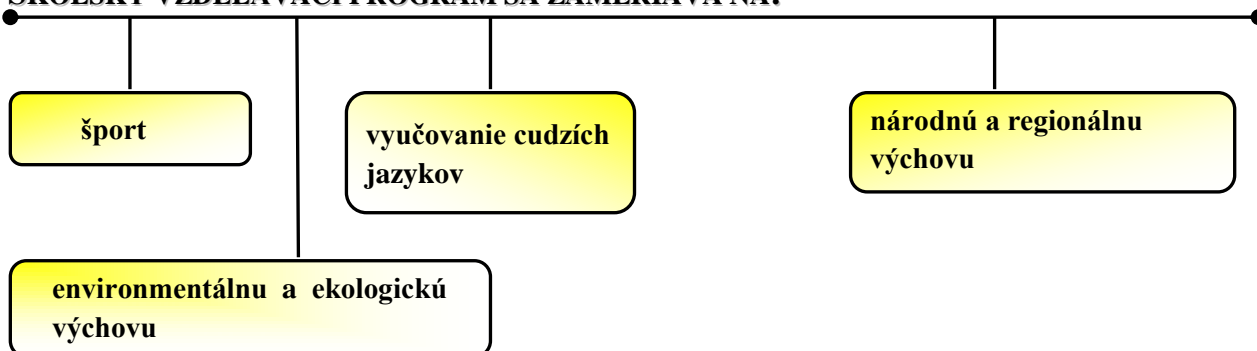 ŠKOLSKÝ VZDELÁVACÍ PROGRAM SA ZAMERIAVA NA:
šport
vyučovanie cudzích
jazykov
národnú a regionálnu
výchovu
environmentálnu a ekologickú
výchovu